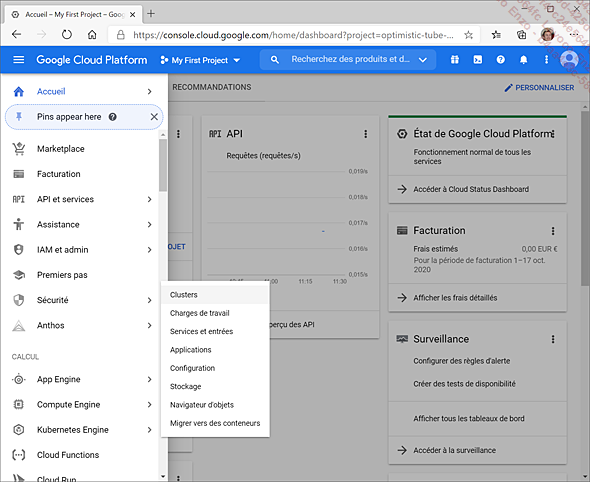 Accueil – My First Project – Goo
https://console.cloud.google.com/home/dashboard?project=optimistic-tube-...
Google Cloud Platform
My First Project
Recherchez des produits et d...
Accueil
RECOMMANDATIONS
PERSONNALISER
Pins appear here
Marketplace
Facturation
API et services
Assistance
IAM et admin
Premiers pas
Sécurité
Anthos
CALCUL
App Engine
Compute Engine
Kubernetes Engine
Cloud Functions
Cloud Run
Clusters
Charges de travail
Services et entrées
Applications
Configuration
Stockage
Navigateur d'objets
Migrer vers des conteneurs
OJET
API
API
Requêtes (requêtes/s)
0,019/s
0,018/s
0,017/s
0,016/s
0,015/s
11:00
11:15
11:30
perçu des API
État de Google Cloud Platform
Fonctionnement normal de tous les
services
Accéder à Cloud Status Dashboard
Facturation
Frais estimés
0,00 EUR €
Pour la période de facturation 1–17 oct.
2020
Afficher les frais détaillés
Surveillance
Configurer des règles d'alerte
Créer des tests de disponibilité
Afficher tous les tableaux de bord
Accéder à la surveillance